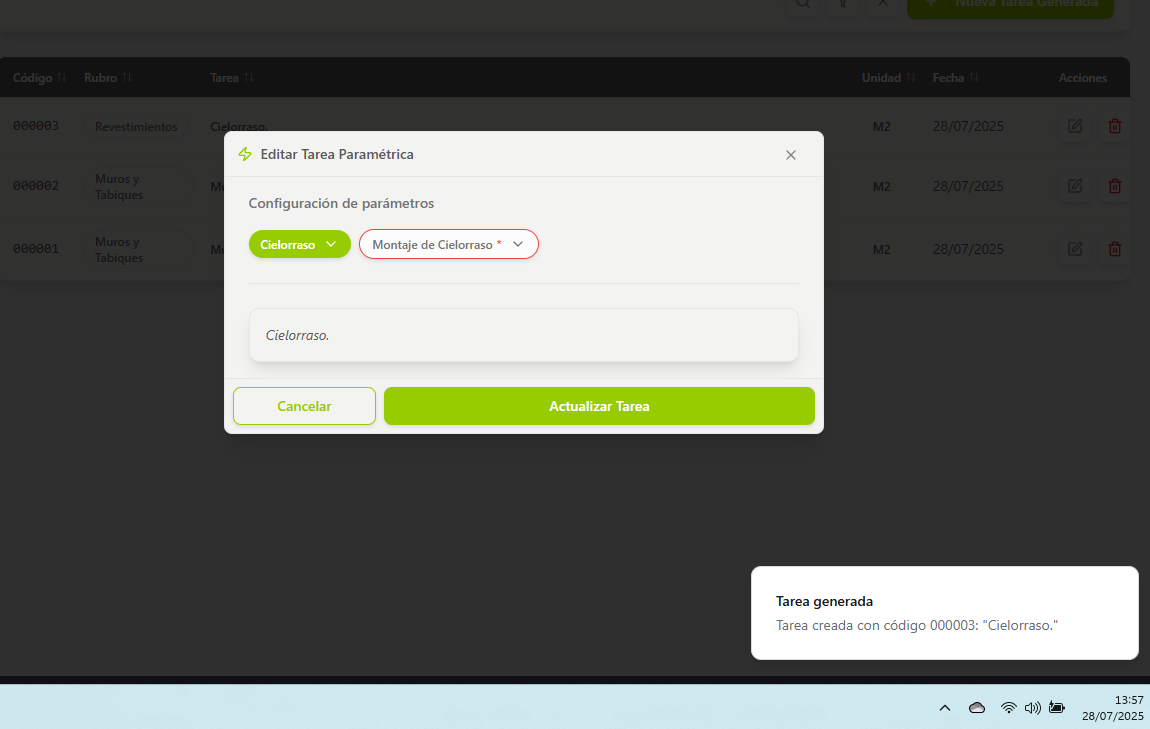 Nueva Tarea Generada
Código Rubro Tarea Unidad Fecha Acciones
000003 Revestimientos Cielorraso. M2 28/07/2025
Editar Tarea Paramétrica
000002 Muros y Tabiques M2 28/07/2025
Configuración de parámetros
Cielorraso Montaje de Cielorraso *
000001 Muros y Tabiques M2 28/07/2025
Cielorraso.
Cancelar Actualizar Tarea
Tarea generada
Tarea creada con código 000003: "Cielorraso."
13:57
28/07/2025